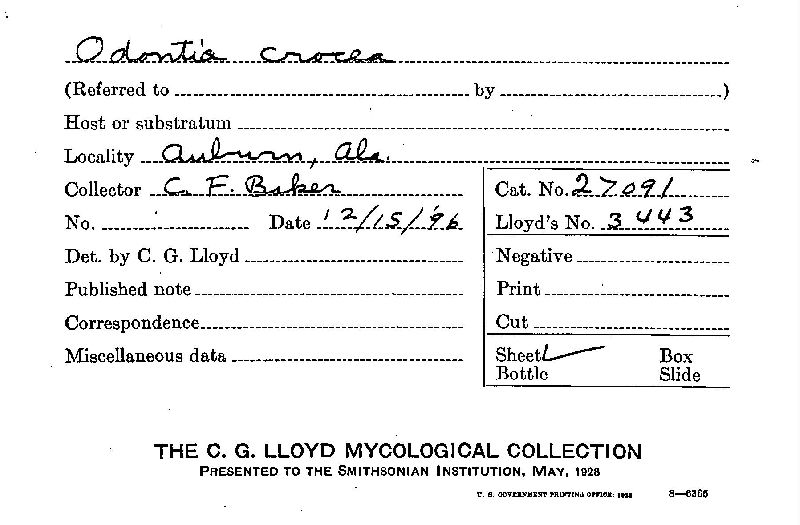 Odontia crocea
(Referred to by )
Host or substratum
Locality Auburn, Ala.
Collector C. F. Baker
No. Date 12/15/'96
Det. by C. G. Lloyd
Published note
Correspondence
Miscellaneous data
Cat. No. 27091
Lloyd's No. 3443
Negative
Print
Cut
Sheet ✓ Box
Bottle Slide
THE C. G. LLOYD MYCOLOGICAL COLLECTION
PRESENTED TO THE SMITHSONIAN INSTITUTION, MAY, 1928
U. S. GOVERNMENT PRINTING OFFICE: 1928 8—6365